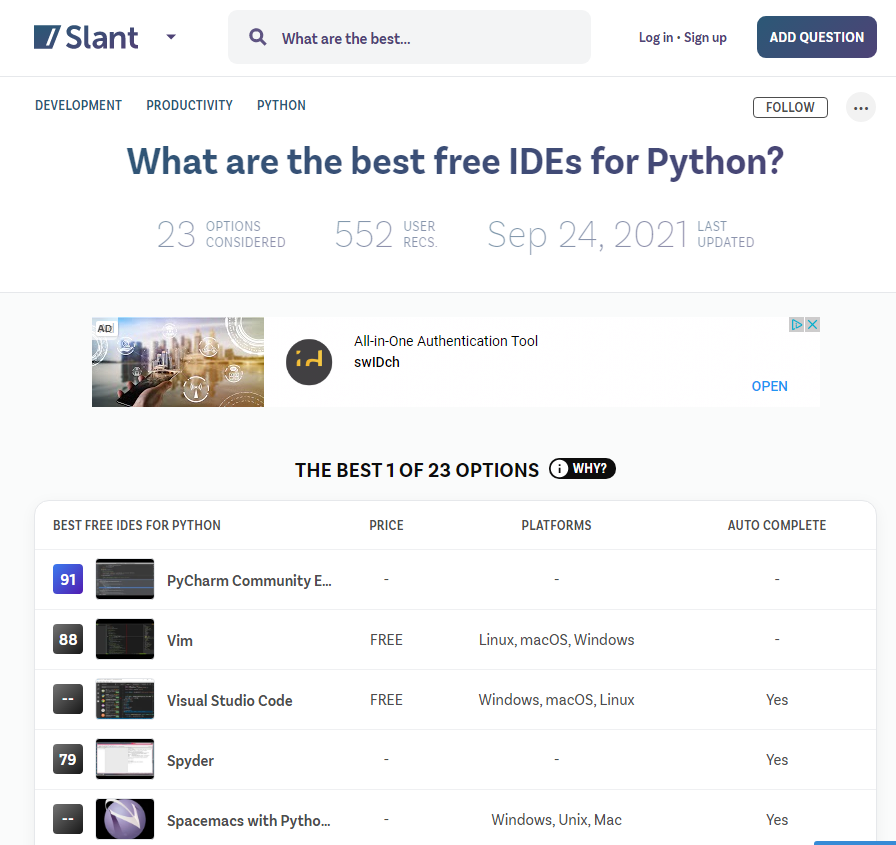 Slant
What are the best...
Log in • Sign up
ADD QUESTION
DEVELOPMENT PRODUCTIVITY PYTHON
FOLLOW
...
What are the best free IDEs for Python?
23 OPTIONS CONSIDERED
552 USER RECS.
Sep 24, 2021 LAST UPDATED
AD
All-in-One Authentication Tool
swIDch
OPEN
THE BEST 1 OF 23 OPTIONS i WHY?
BEST FREE IDES FOR PYTHON PRICE PLATFORMS AUTO COMPLETE
91 PyCharm Community E... - - -
88 Vim FREE Linux, macOS, Windows -
-- Visual Studio Code FREE Windows, macOS, Linux Yes
79 Spyder - - Yes
-- Spacemacs with Pytho... - Windows, Unix, Mac Yes